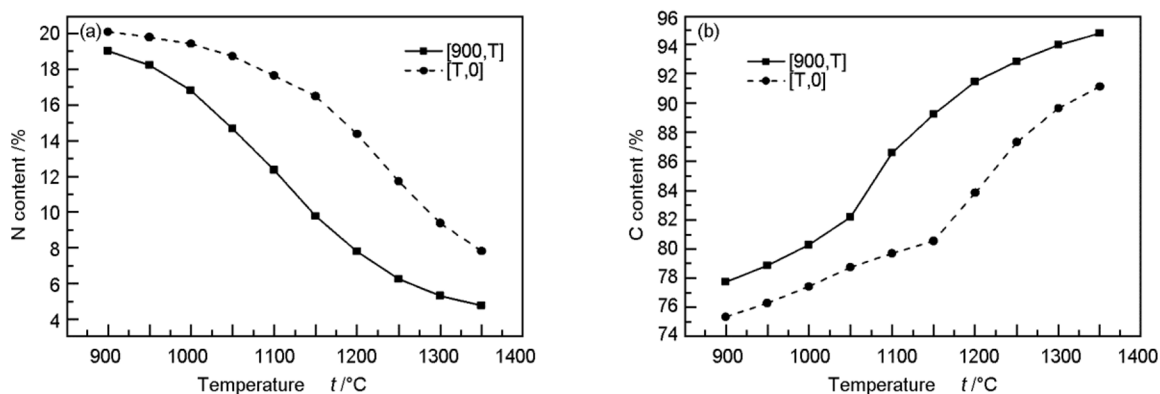 (a)
[900,T]
[T,0]
20
18
16
14
12
10
8
6
4
N content /%
900 1000 1100 1200 1300 1400
Temperature t /°C
(b)
[900,T]
[T,0]
96
94
92
90
88
86
84
82
80
78
76
74
C content /%
900 1000 1100 1200 1300 1400
Temperature t /°C